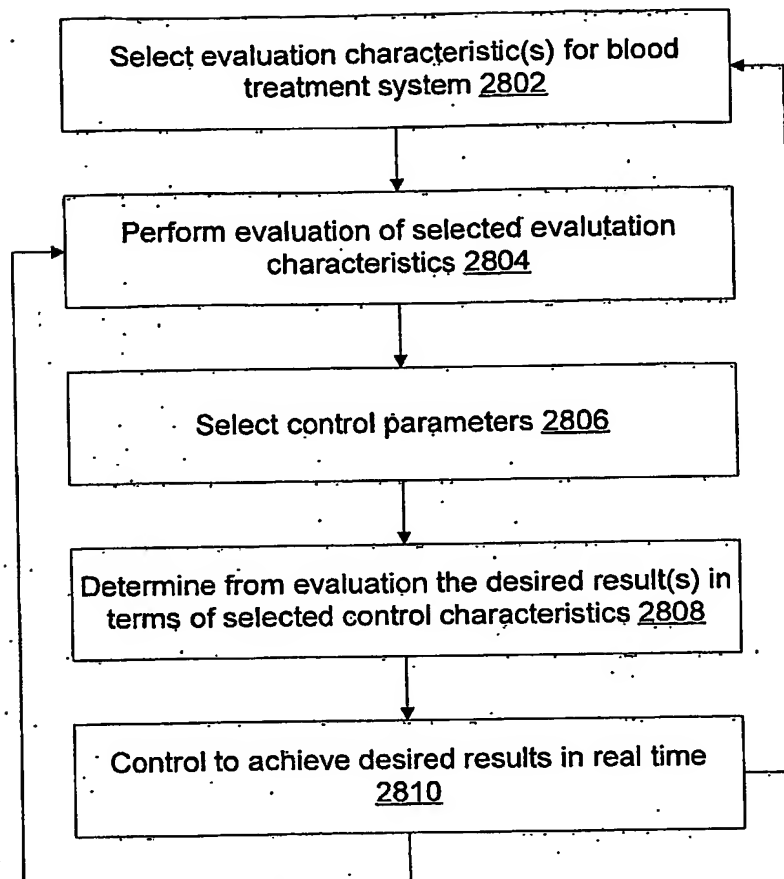 Select evaluation characteristic(s) for blood
treatment system 2802
Perform evaluation of selected evalutation
characteristics 2804
Select control parameters 2806
Determine from evaluation the desired result(s) in
terms of selected control characteristics 2808
Control to achieve desired results in real time
2810